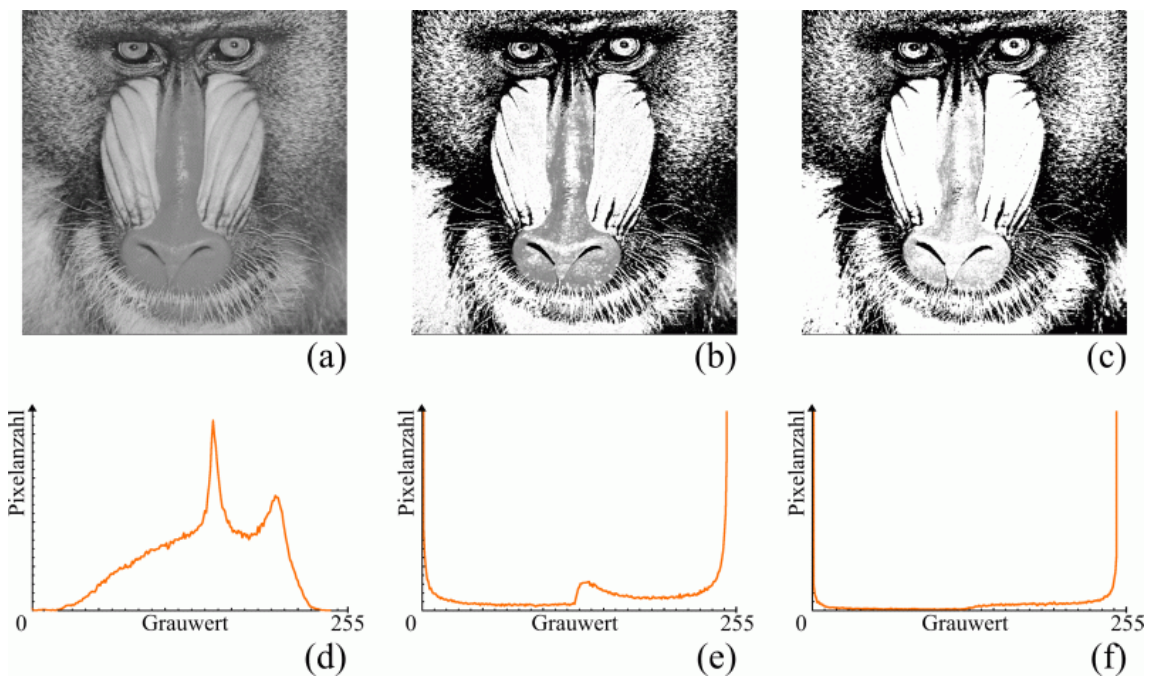 (a)
(b)
(c)
Pixelanzahl
0
Grauwert
255
(d)
Pixelanzahl
0
Grauwert
255
(e)
Pixelanzahl
0
Grauwert
255
(f)